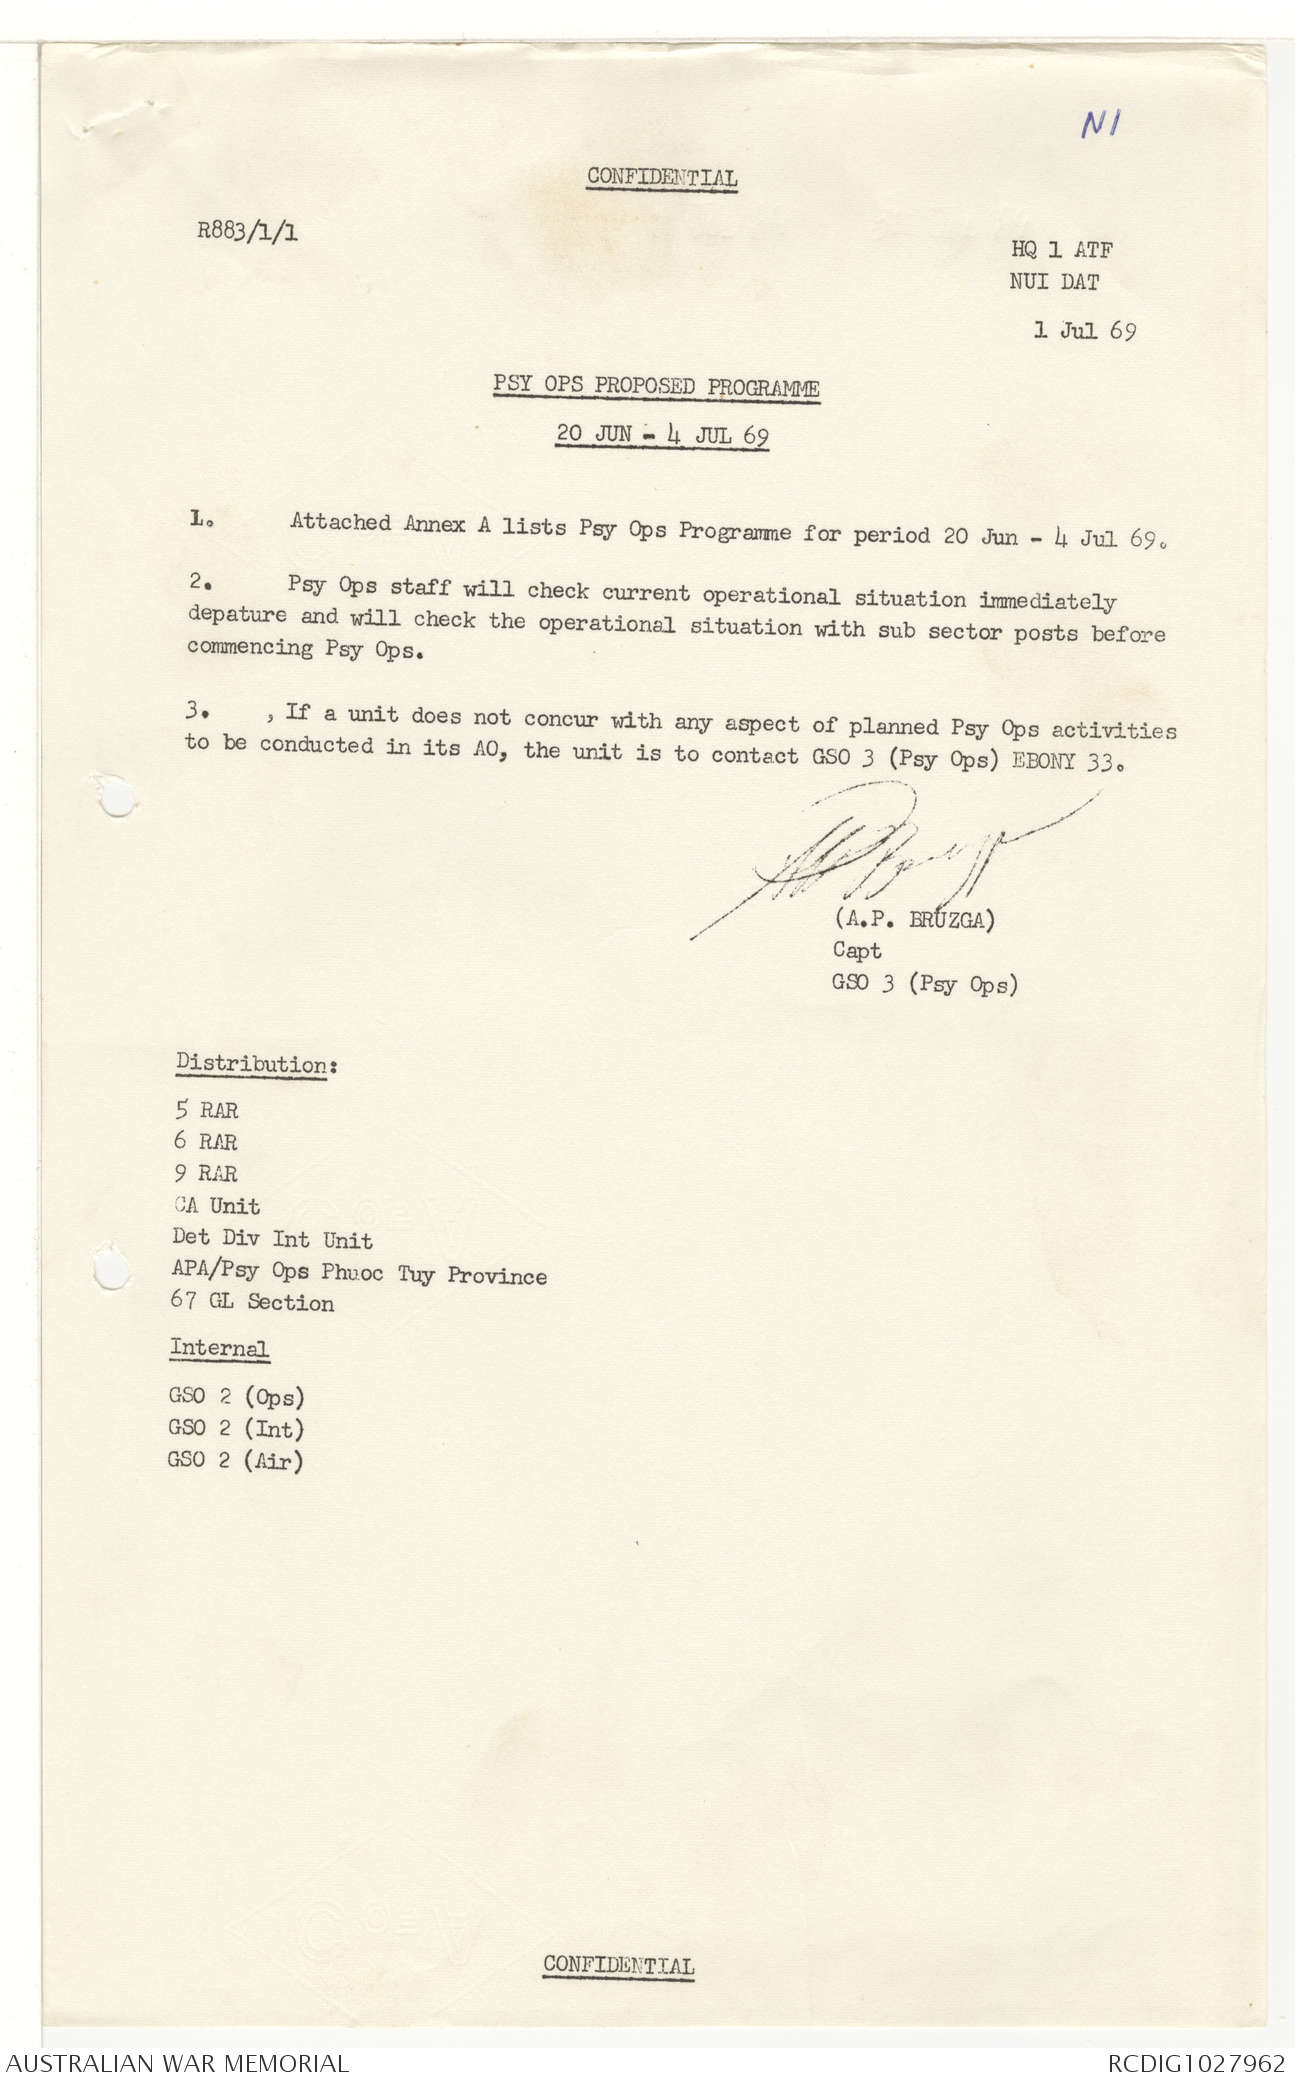 N1
CONFIDENTIAL
R883/1/1
HQ 1 ATF
NUI DAT
1 Jul 69
PSY OPS PROPOSED PROGRAMME
20 JUN - 4 JUL 69
1. Attached Annex A lists Psy Ops Programme for period 20 Jun - 4 Jul 69.
2. Psy Ops staff will check current operational situation immediately
depature and will check the operational situation with sub sector posts before
commencing Psy Ops.
3. , If a unit does not concur with any aspect of planned Psy Ops activities
to be conducted in its AO, the unit is to contact GSO 3 (Psy Ops) EBONY 33.
(A.P. BRUZGA)
Capt
GSO 3 (Psy Ops)
Distribution:
5 RAR
6 RAR
9 RAR
CA Unit
Det Div Int Unit
APA/Psy Ops Phuoc Tuy Province
67 GL Section
Internal
GSO 2 (Ops)
GSO 2 (Int)
GSO 2 (Air)
CONFIDENTIAL
AUSTRALIAN WAR MEMORIAL
RCDIG1027962